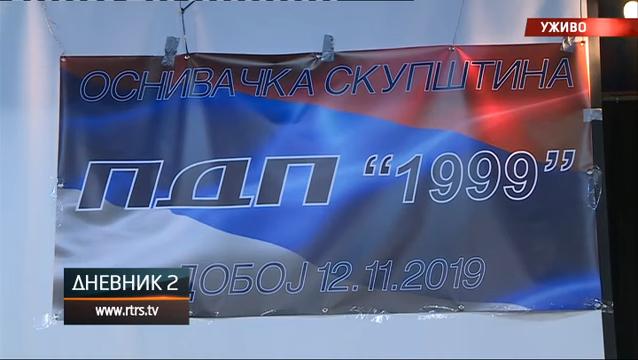 УЖИВО
ОСНИВАЧКА СКУПШТИНА
ПДП “1999”
ДОБОЈ 12.11.2019
ДНЕВНИК 2
www.rtrs.tv